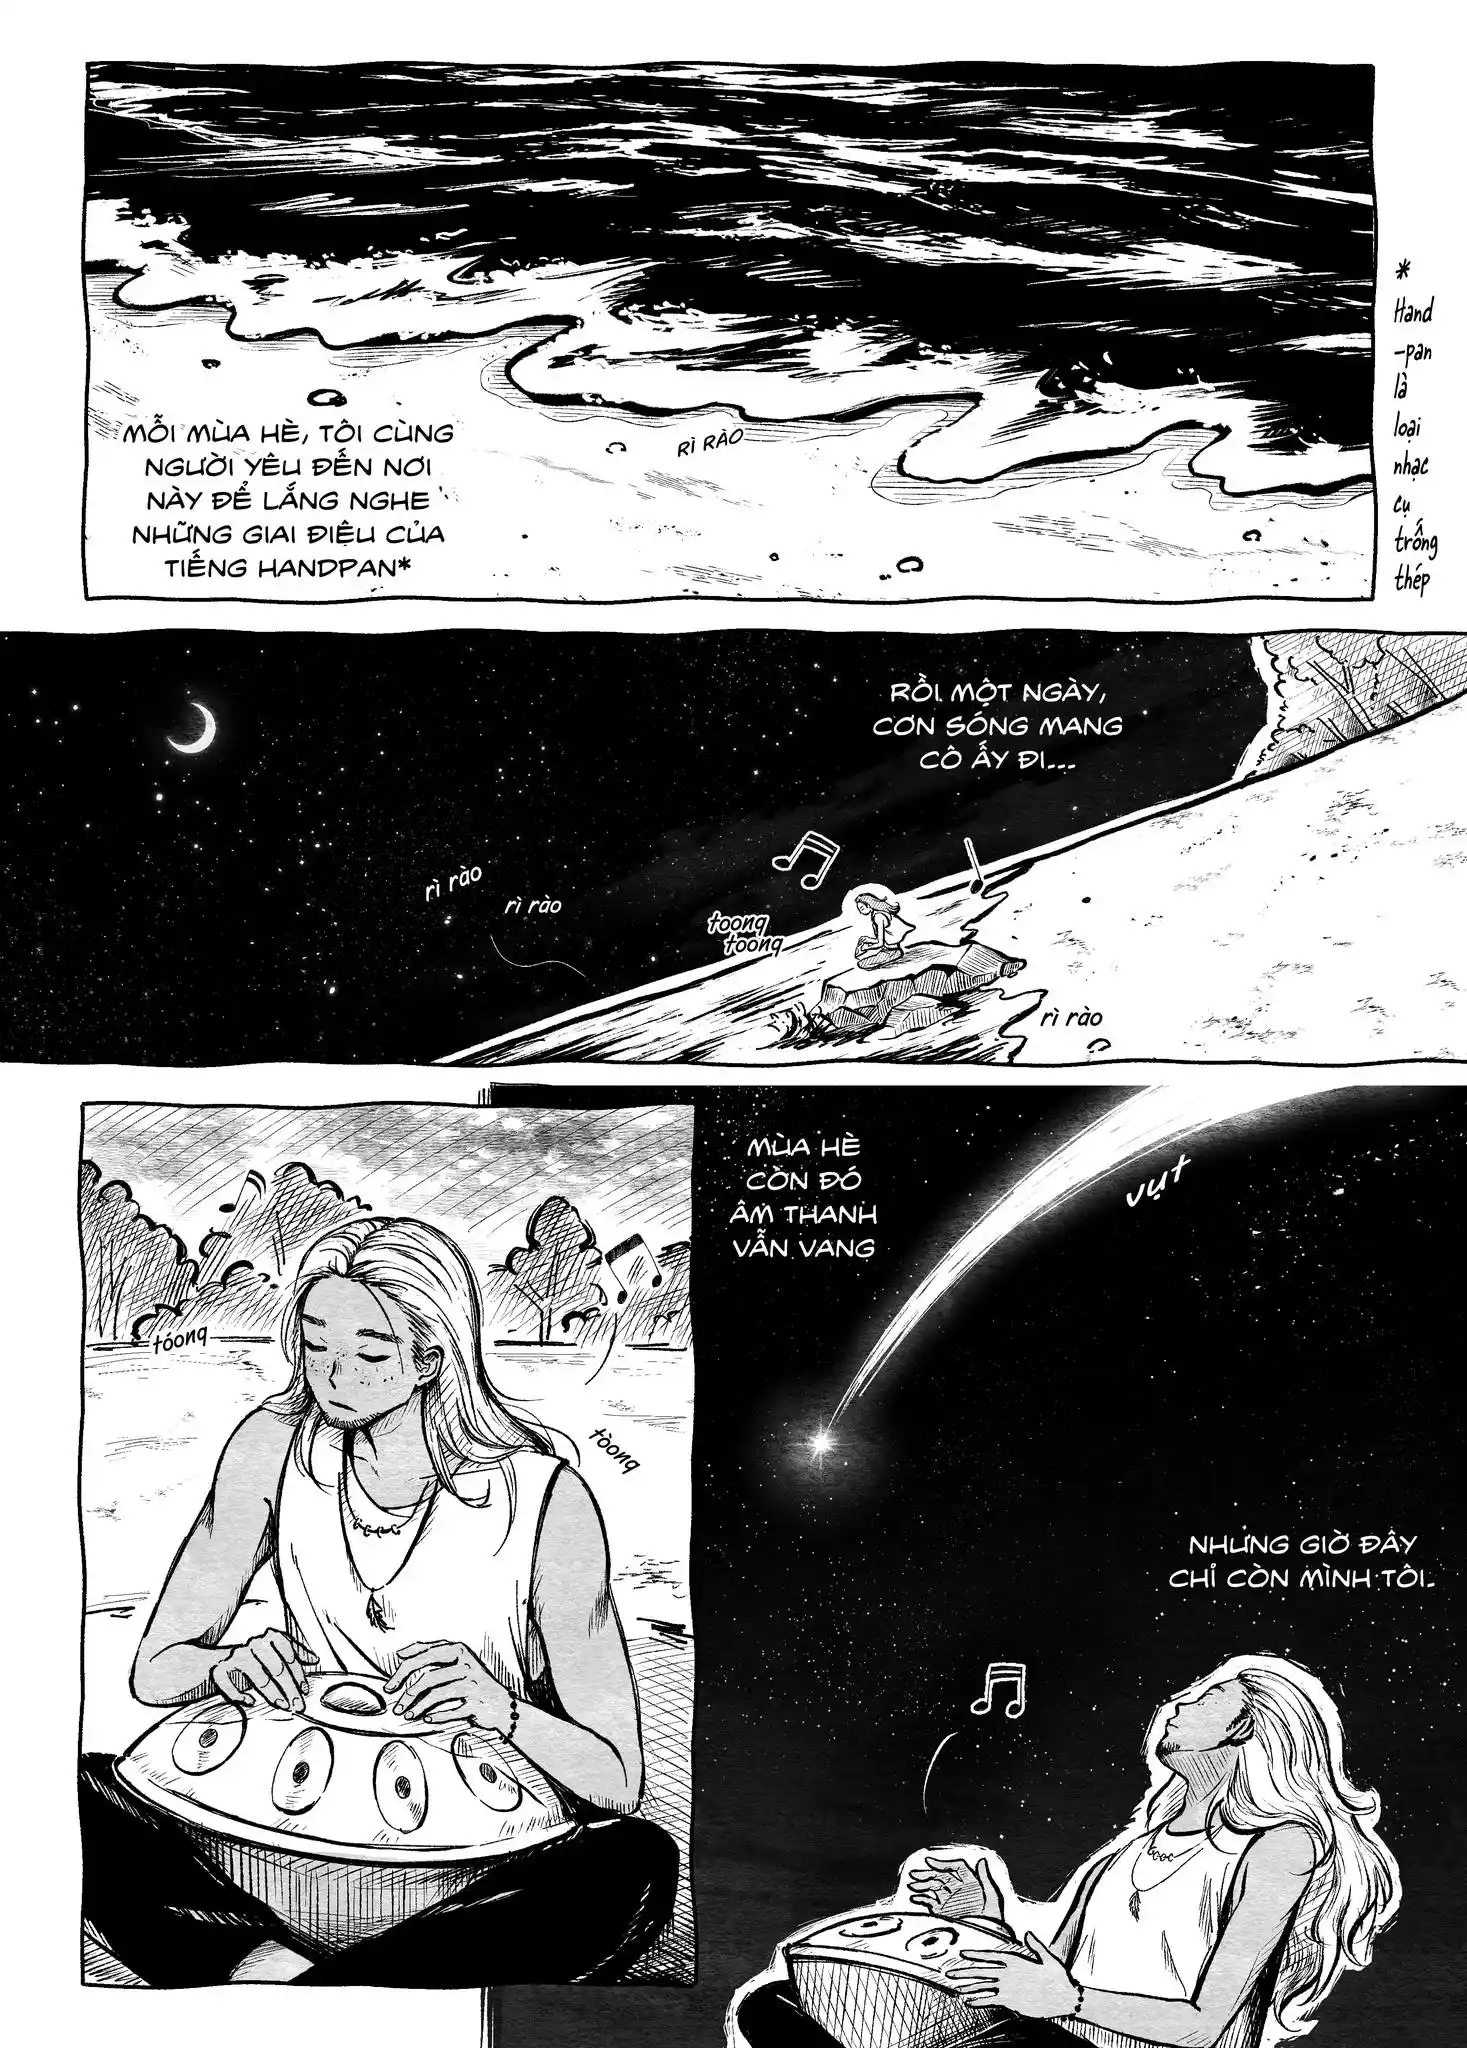 MỖI MÙA HÈ, TÔI CÙNG
NGƯỜI YÊU ĐẾN NƠI
NÀY ĐỂ LẮNG NGHE
NHỮNG GIAI ĐIỆU CỦA
TIẾNG HANDPAN*
RÌ RÀO
*
Hand
-pan
là
loại
nhạc
cụ
trống
thép
RỒI MỘT NGÀY,
CƠN SÓNG MANG
CÔ ẤY ĐI...
rì rào
rì rào
toong
toong
rì rào
MÙA HÈ
CÒN ĐÓ
ÂM THANH
VẪN VANG
vụt
tóong
tòong
NHƯNG GIỜ ĐÂY
CHỈ CÒN MÌNH TÔI.